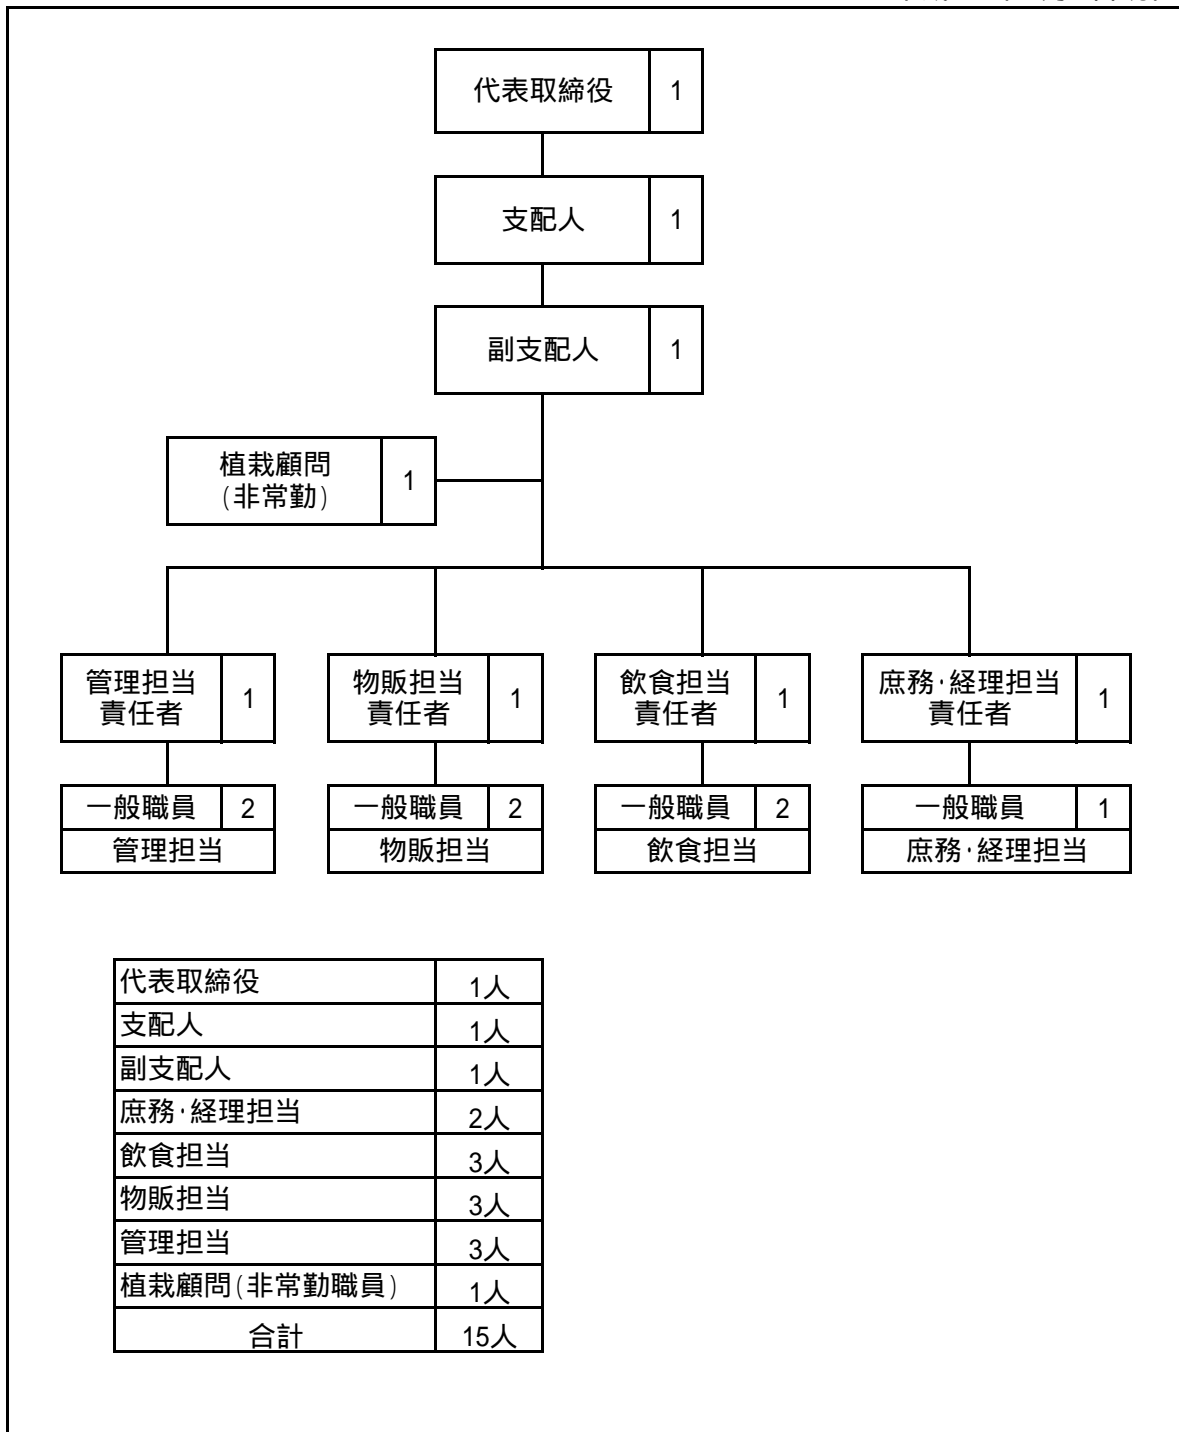 代表取締役 1
支配人 1
副支配人 1
植栽顧問
(非常勤) 1
管理担当
責任者 1
物販担当
責任者 1
飲食担当
責任者 1
庶務・経理担当
責任者 1
一般職員 2
管理担当
一般職員 2
物販担当
一般職員 2
飲食担当
一般職員 1
庶務・経理担当
代表取締役 1人
支配人 1人
副支配人 1人
庶務・経理担当 2人
飲食担当 3人
物販担当 3人
管理担当 3人
植栽顧問(非常勤職員) 1人
合計 15人